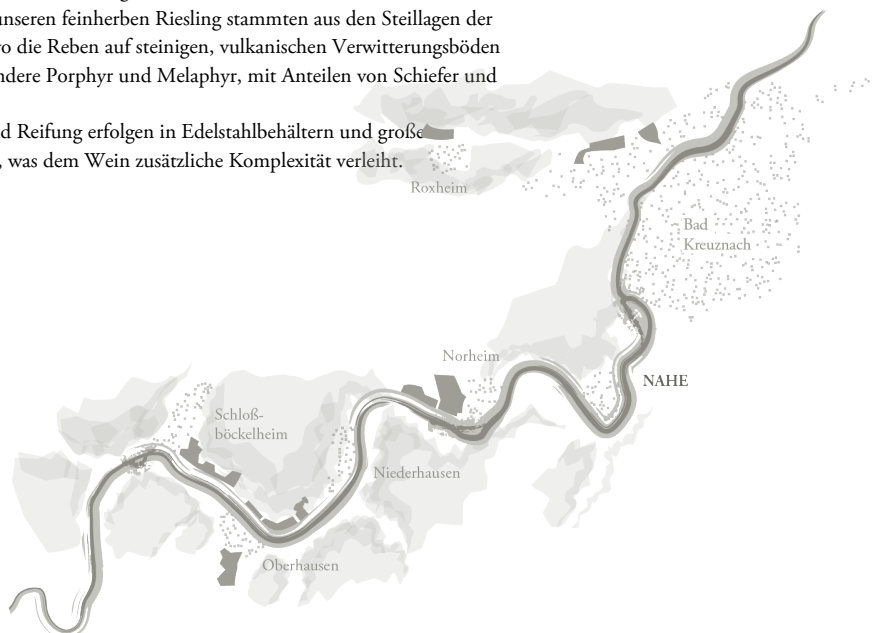 unseren feinherben Riesling stammten aus den Steillagen der
die Reben auf steinigen, vulkanischen Verwitterungsböden
Porphyr und Melaphyr, mit Anteilen von Schiefer und
Reifung erfolgen in Edelstahlbehältern und große
, was dem Wein zusätzliche Komplexität verleiht.
Roxheim
Bad
Kreuznach
Norheim
NAHE
Schloß-
böckelheim
Niederhausen
Oberhausen